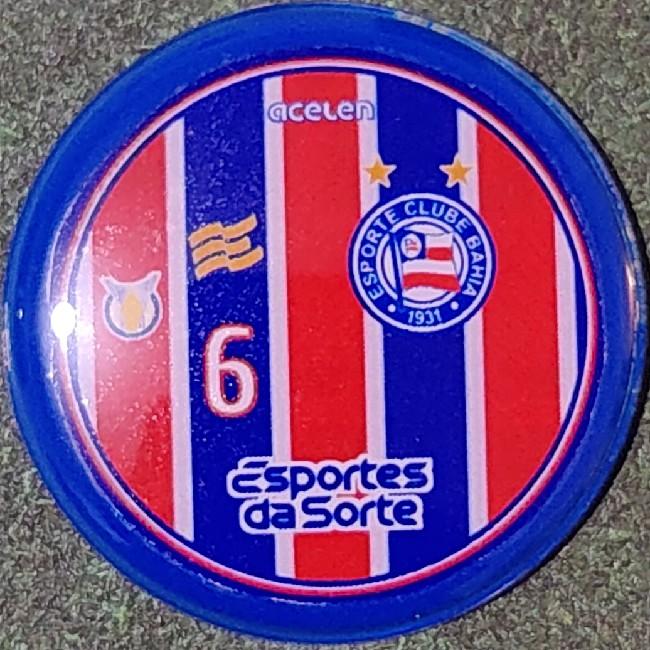 acelen
ESPORTE CLUBE BAHIA
1931
6
Esportes
da Sorte